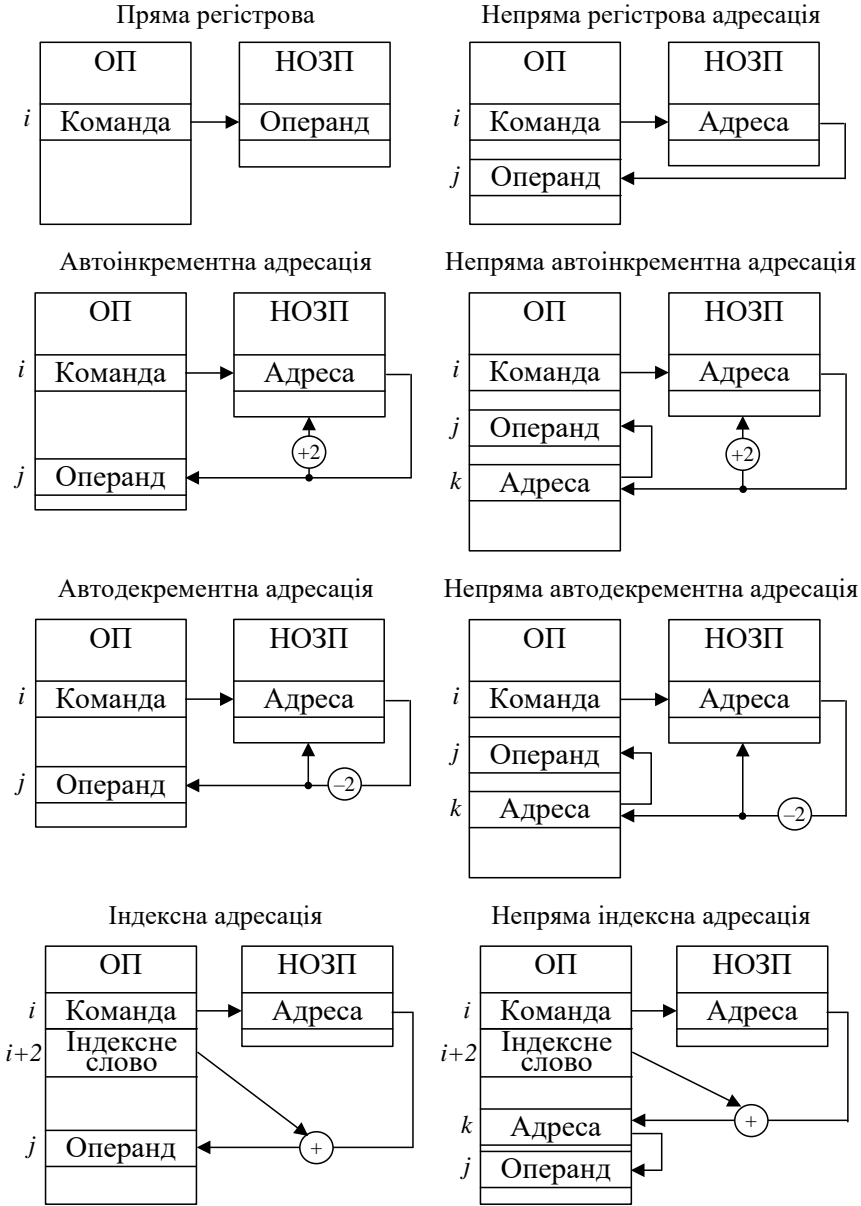 Пряма регістрова
ОП
НОЗП
i
Команда
Операнд
Непряма регістрова адресація
ОП
НОЗП
i
Команда
Адреса
j
Операнд
Автоінкрементна адресація
ОП
НОЗП
i
Команда
Адреса
+2
j
Операнд
Непряма автоінкрементна адресація
ОП
НОЗП
i
Команда
Адреса
j
Операнд
+2
k
Адреса
Автодекрементна адресація
ОП
НОЗП
i
Команда
Адреса
j
Операнд
–2
Непряма автодекрементна адресація
ОП
НОЗП
i
Команда
Адреса
j
Операнд
k
Адреса
–2
Індексна адресація
ОП
НОЗП
i
Команда
Адреса
i+2
Індексне
слово
j
Операнд
+
Непряма індексна адресація
ОП
НОЗП
i
Команда
Адреса
i+2
Індексне
слово
k
Адреса
+
j
Операнд